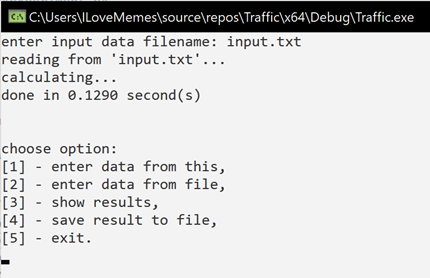 C:\Users\ILoveMemes\source\repos\Traffic\x64\Debug\Traffic.exe
enter input data filename: input.txt
reading from 'input.txt'...
calculating...
done in 0.1290 second(s)
choose option:
[1] - enter data from this,
[2] - enter data from file,
[3] - show results,
[4] - save result to file,
[5] - exit.